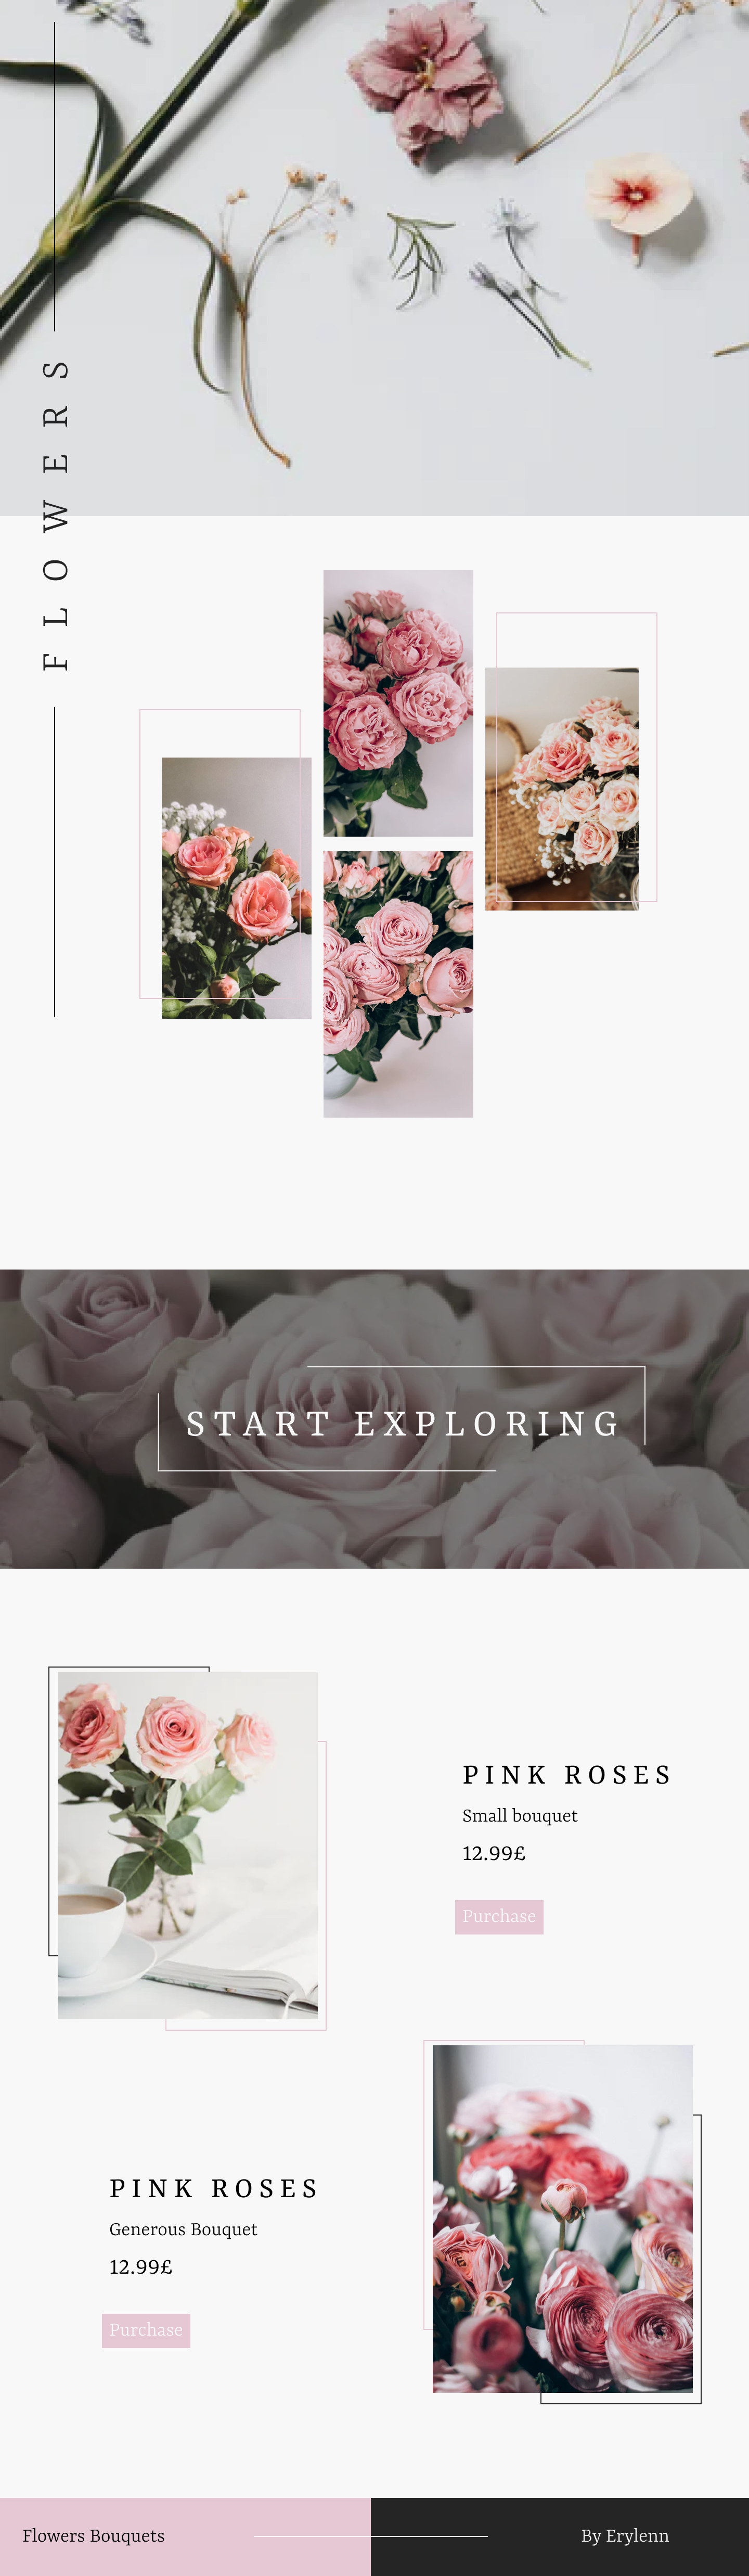 FLOWERS
START EXPLORING
PINK ROSES
Small bouquet
12.99£
Purchase
PINK ROSES
Generous Bouquet
12.99£
Purchase
Flowers Bouquets
By Erylenn